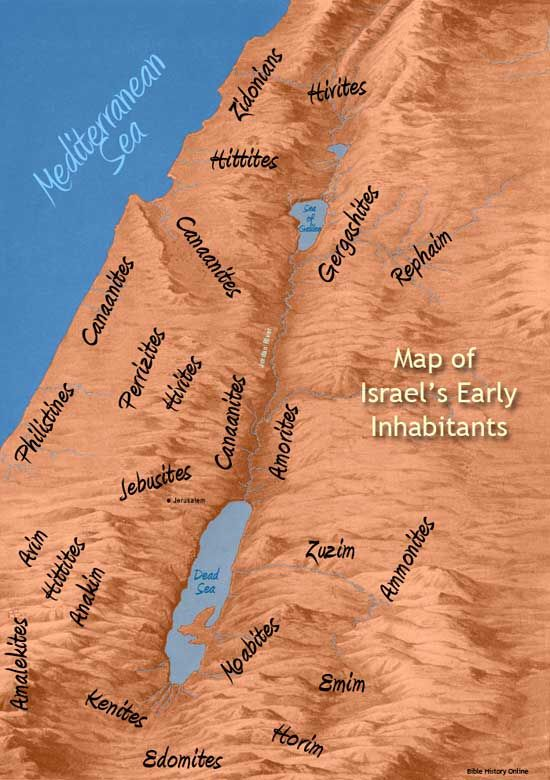 Mediterranean
Sea
Zidonians
Hivites
Hittites
Sea
of
Galilee
Gergashites
Rephaim
Canaanites
Canaanites
Jordan River
Map of
Israel's Early
Inhabitants
Perrizites
Hivites
Philistines
Canaanites
Amorites
Jebusites
Jerusalem
Avim
Hittites
Anakim
Dead
Sea
Zuzim
Ammonites
Amalekites
Moabites
Emim
Kenites
Horim
Edomites
Bible History Online